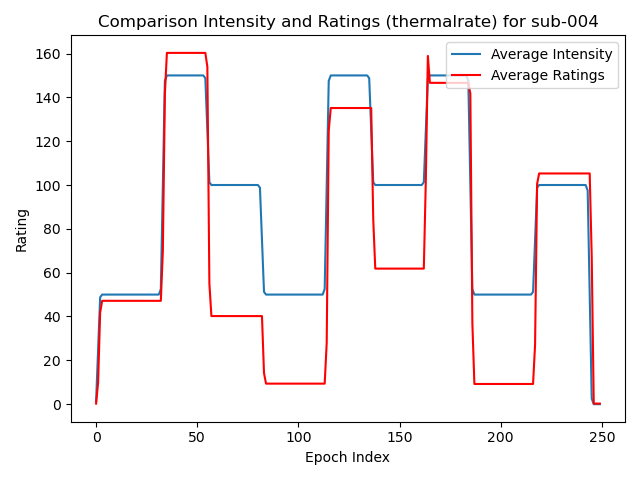 Comparison Intensity and Ratings (thermalrate) for sub-004
Average Intensity
Average Ratings
Rating
160
140
120
100
80
60
40
20
0
0 50 100 150 200 250
Epoch Index